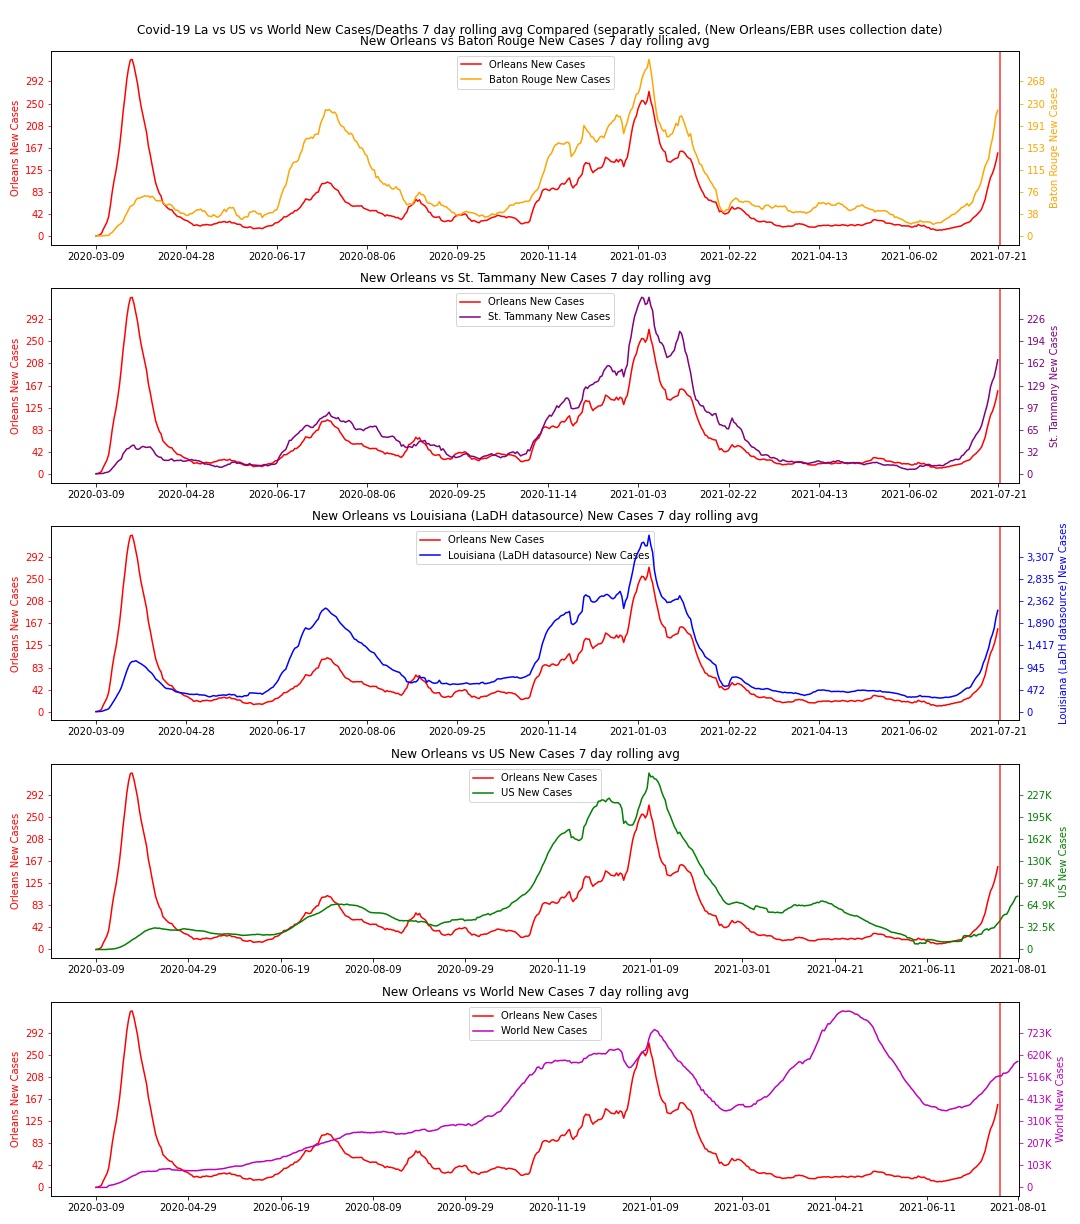 Covid-19 La vs US vs World New Cases/Deaths 7 day rolling avg Compared (separatly scaled, (New Orleans/EBR uses collection date)
New Orleans vs Baton Rouge New Cases 7 day rolling avg
Orleans New Cases
Baton Rouge New Cases
Orleans New Cases
292
250
208
167
125
83
42
0
268
230
191
153
115
76
38
0
Baton Rouge New Cases
2020-03-09 2020-04-28 2020-06-17 2020-08-06 2020-09-25 2020-11-14 2021-01-03 2021-02-22 2021-04-13 2021-06-02 2021-07-21
New Orleans vs St. Tammany New Cases 7 day rolling avg
Orleans New Cases
St. Tammany New Cases
Orleans New Cases
292
250
208
167
125
83
42
0
226
194
162
129
97
65
32
0
St. Tammany New Cases
2020-03-09 2020-04-28 2020-06-17 2020-08-06 2020-09-25 2020-11-14 2021-01-03 2021-02-22 2021-04-13 2021-06-02 2021-07-21
New Orleans vs Louisiana (LaDH datasource) New Cases 7 day rolling avg
Orleans New Cases
Louisiana (LaDH datasource) New Cases
Orleans New Cases
292
250
208
167
125
83
42
0
3,307
2,835
2,362
1,890
1,417
945
472
0
Louisiana (LaDH datasource) New Cases
2020-03-09 2020-04-28 2020-06-17 2020-08-06 2020-09-25 2020-11-14 2021-01-03 2021-02-22 2021-04-13 2021-06-02 2021-07-21
New Orleans vs US New Cases 7 day rolling avg
Orleans New Cases
US New Cases
Orleans New Cases
292
250
208
167
125
83
42
0
227K
195K
162K
130K
97.4K
64.9K
32.5K
0
US New Cases
2020-03-09 2020-04-29 2020-06-19 2020-08-09 2020-09-29 2020-11-19 2021-01-09 2021-03-01 2021-04-21 2021-06-11 2021-08-01
New Orleans vs World New Cases 7 day rolling avg
Orleans New Cases
World New Cases
Orleans New Cases
292
250
208
167
125
83
42
0
723K
620K
516K
413K
310K
207K
103K
0
World New Cases
2020-03-09 2020-04-29 2020-06-19 2020-08-09 2020-09-29 2020-11-19 2021-01-09 2021-03-01 2021-04-21 2021-06-11 2021-08-01